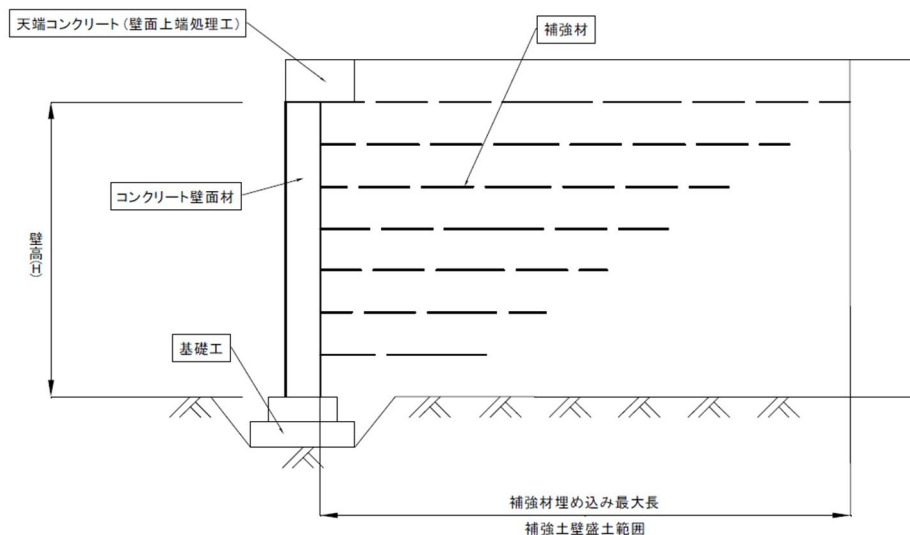 天端コンクリート(壁面上端処理工)
補強材
コンクリート壁面材
壁高(H)
基礎工
補強材埋め込み最大長
補強土壁盛土範囲